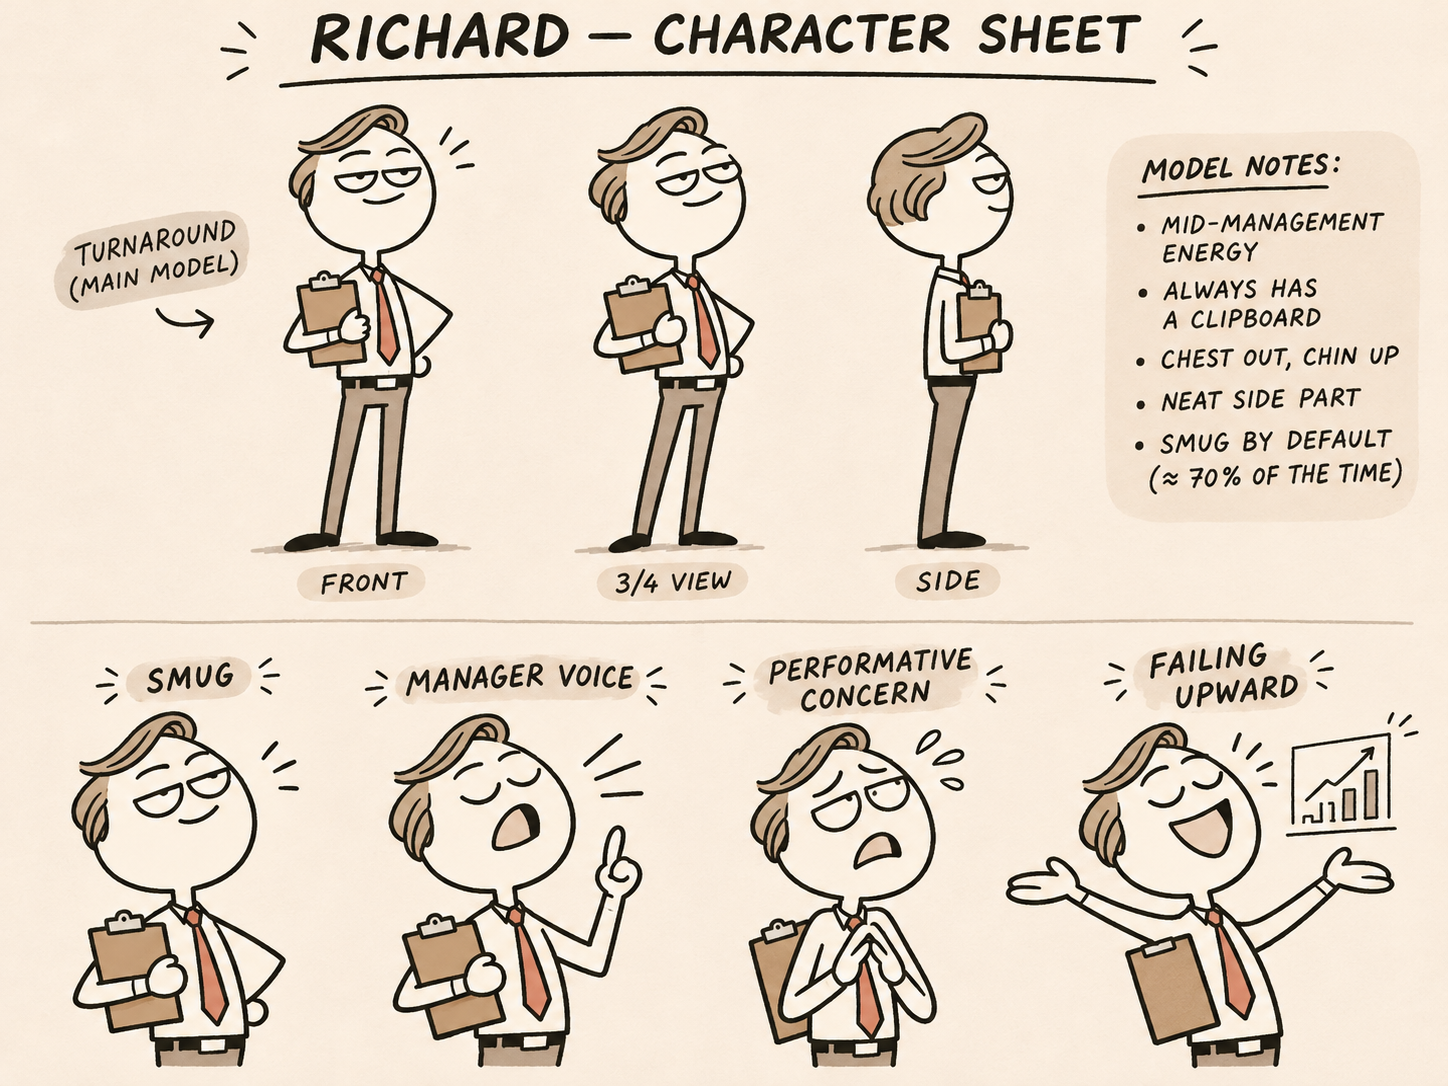 RICHARD — CHARACTER SHEET
TURNAROUND
(MAIN MODEL)
MODEL NOTES:
• MID-MANAGEMENT
ENERGY
• ALWAYS HAS
A CLIPBOARD
• CHEST OUT, CHIN UP
• NEAT SIDE PART
• SMUG BY DEFAULT
(≈ 70% OF THE TIME)
FRONT
3/4 VIEW
SIDE
SMUG
MANAGER VOICE
PERFORMATIVE
CONCERN
FAILING
UPWARD